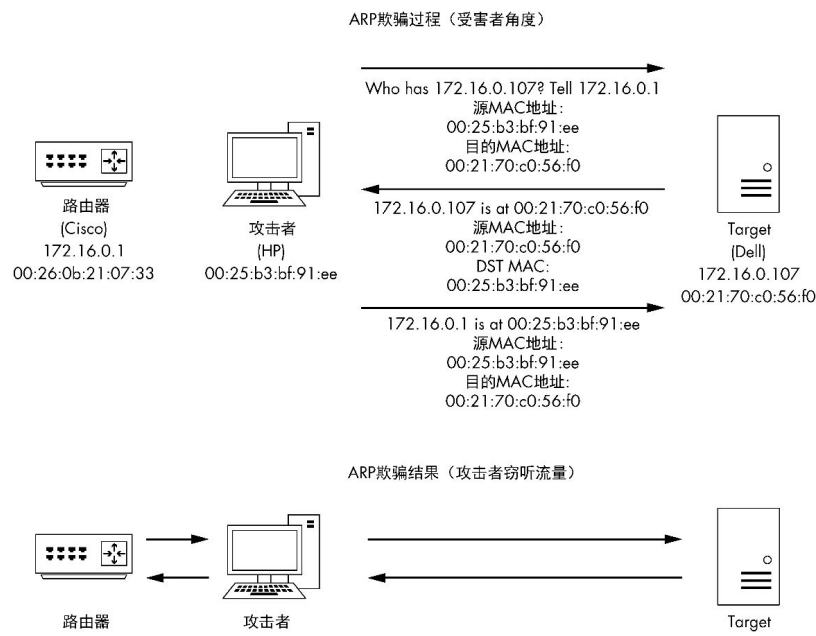 ARP欺骗过程（受害者角度）
Who has 172.16.0.107? Tell 172.16.0.1
源MAC地址：
00:25:b3:bf:91:ee
目的MAC地址：
00:21:70:c0:56:f0
172.16.0.107 is at 00:21:70:c0:56:f0
源MAC地址：
00:21:70:c0:56:f0
DST MAC:
00:25:b3:bf:91:ee
172.16.0.1 is at 00:25:b3:bf:91:ee
源MAC地址：
00:25:b3:bf:91:ee
目的MAC地址：
00:21:70:c0:56:f0
路由器
(Cisco)
172.16.0.1
00:26:0b:21:07:33
攻击者
(HP)
00:25:b3:bf:91:ee
Target
(Dell)
172.16.0.107
00:21:70:c0:56:f0
ARP欺骗结果（攻击者窃听流量）
路由器
攻击者
Target